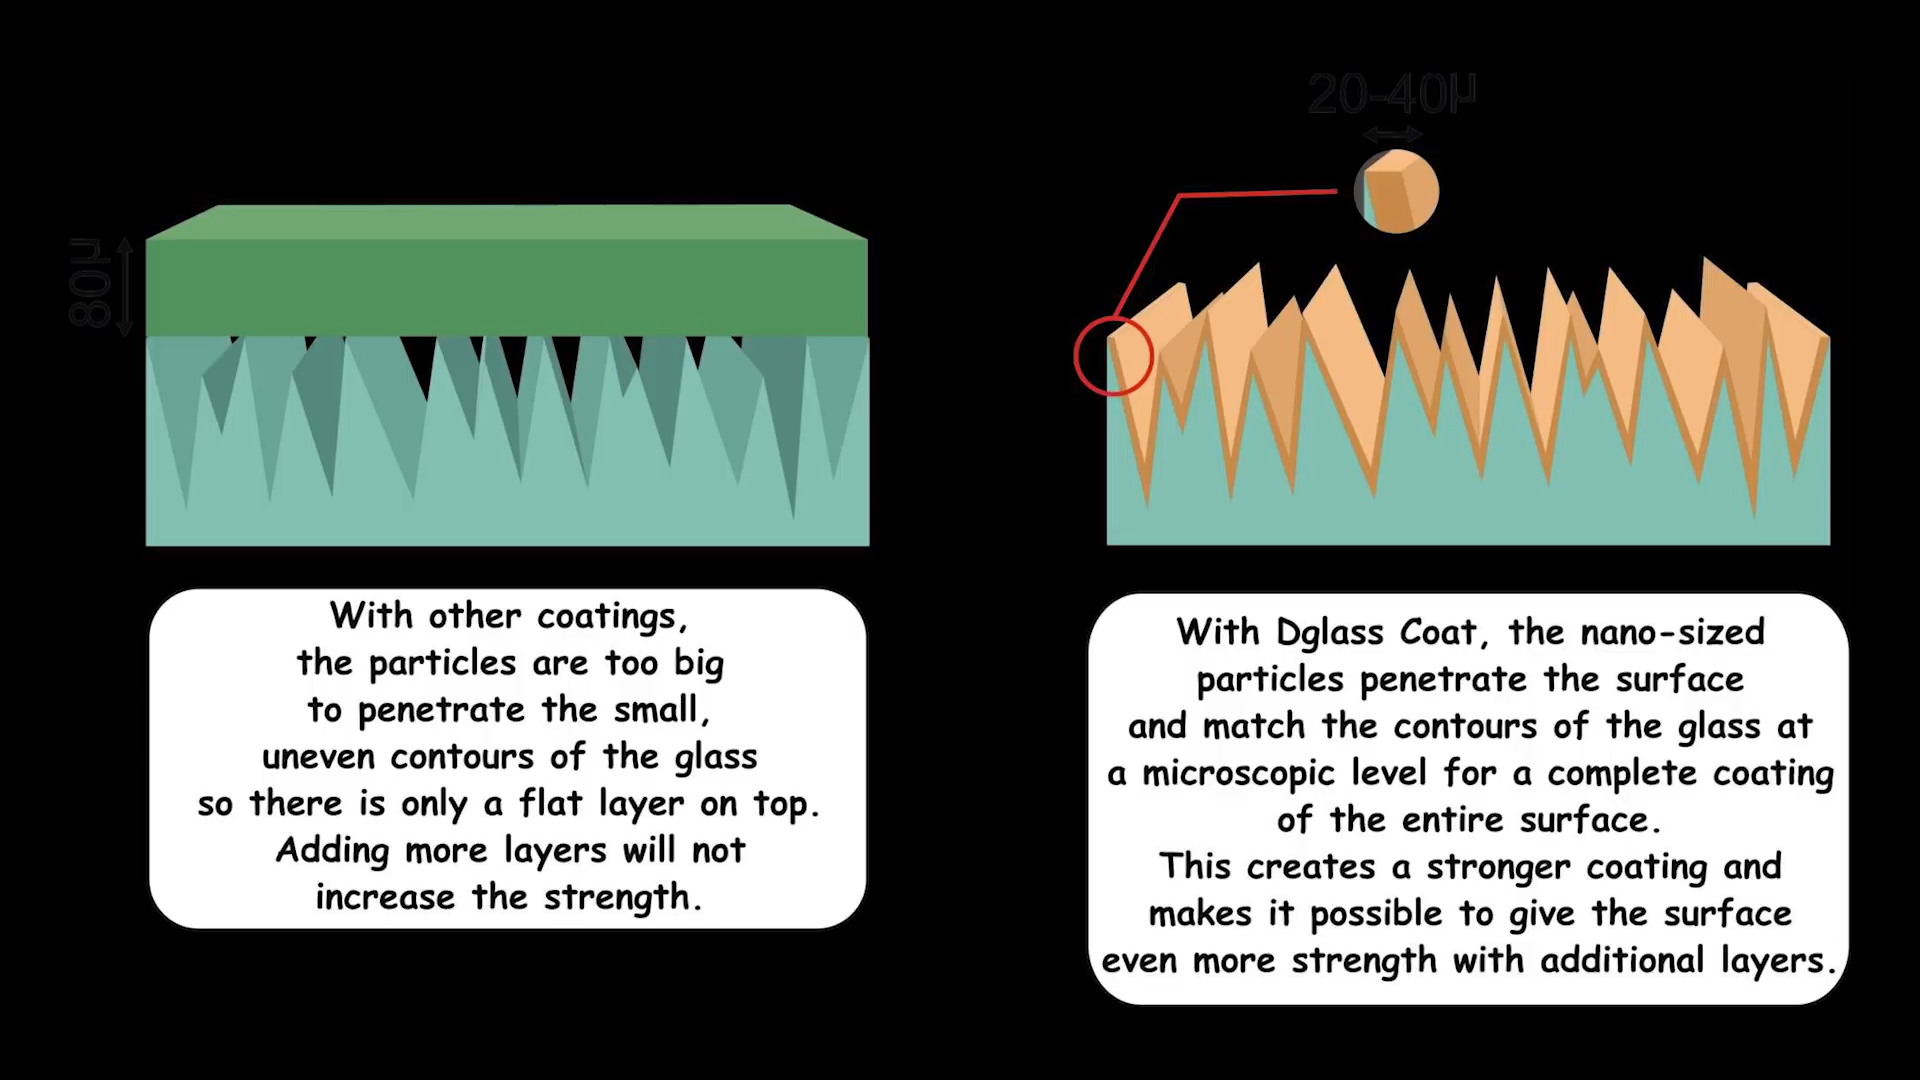 20-40µ
80µ
With other coatings,
the particles are too big
to penetrate the small,
uneven contours of the glass
so there is only a flat layer on top.
Adding more layers will not
increase the strength.
With Dglass Coat, the nano-sized
particles penetrate the surface
and match the contours of the glass at
a microscopic level for a complete coating
of the entire surface.
This creates a stronger coating and
makes it possible to give the surface
even more strength with additional layers.